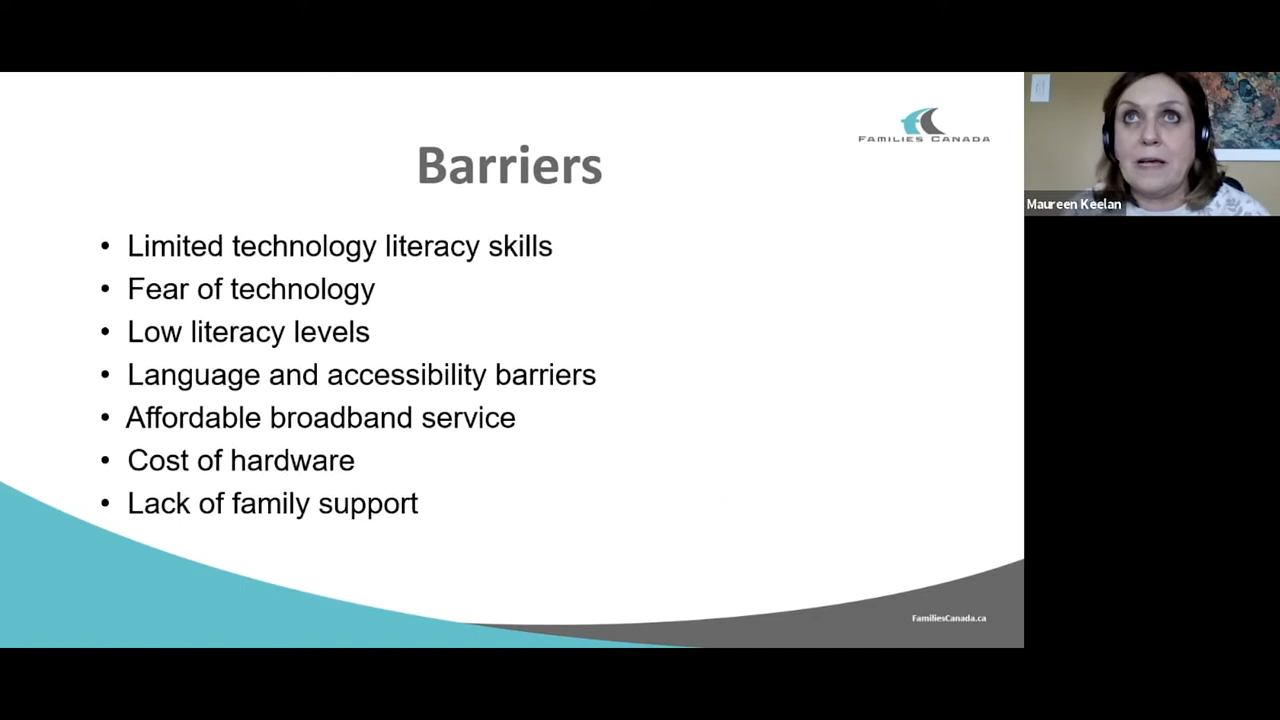 FAMILIES CANADA
Barriers
Maureen Keelan
• Limited technology literacy skills
• Fear of technology
• Low literacy levels
• Language and accessibility barriers
• Affordable broadband service
• Cost of hardware
• Lack of family support
FamiliesCanada.ca